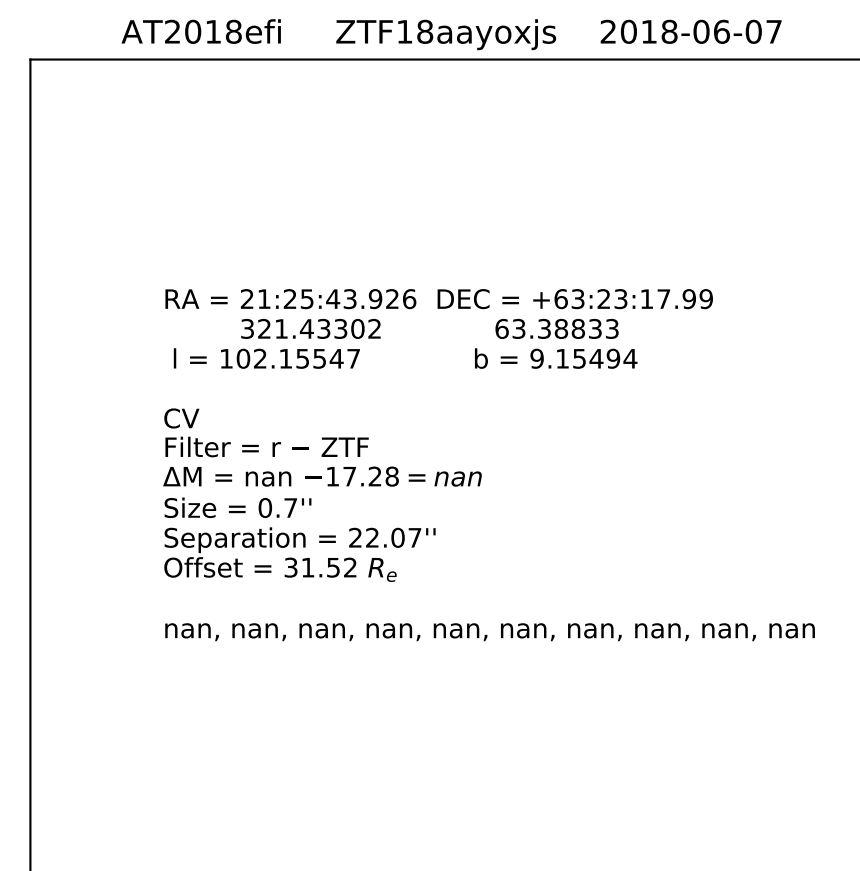 AT2018efi ZTF18aayoxjs 2018-06-07
RA = 21:25:43.926 DEC = +63:23:17.99
321.43302 63.38833
l = 102.15547 b = 9.15494
CV
Filter = r − ZTF
ΔM = nan −17.28 = nan
Size = 0.7''
Separation = 22.07''
Offset = 31.52 Re
nan, nan, nan, nan, nan, nan, nan, nan, nan, nan